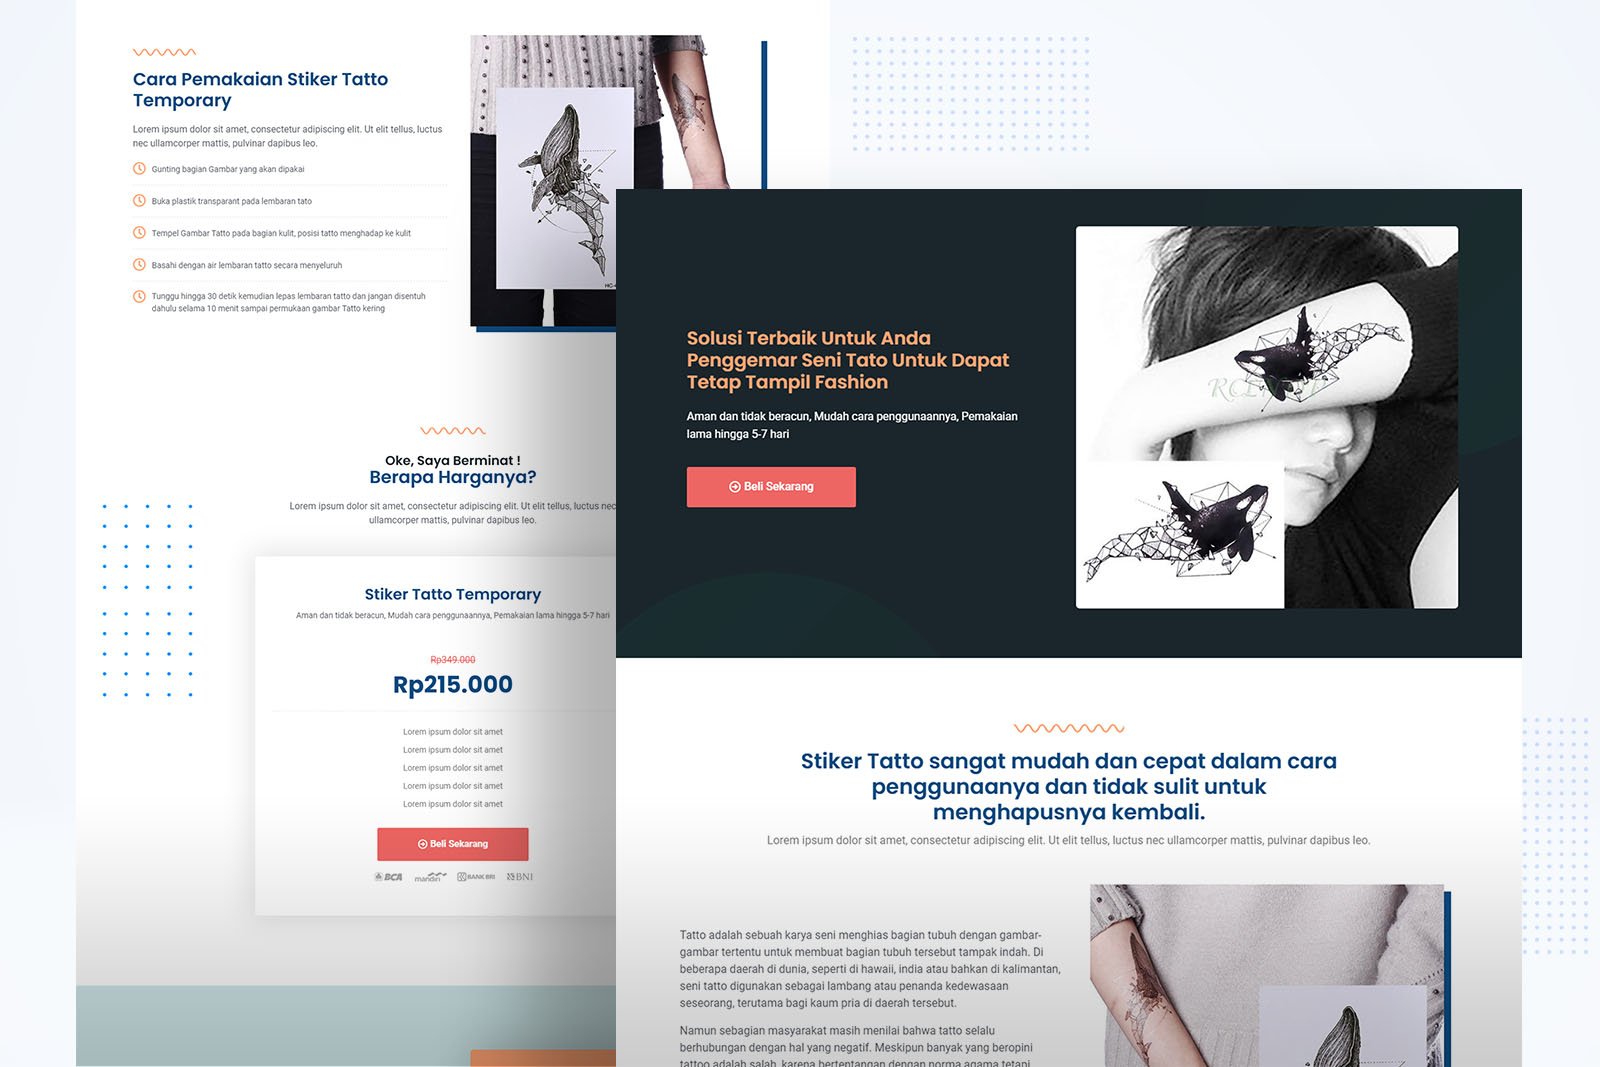 Cara Pemakaian Stiker Tatto
Temporary
Lorem ipsum dolor sit amet, consectetur adipiscing elit. Ut elit tellus, luctus
nec ullamcorper mattis, pulvinar dapibus leo.
Gunting bagian Gambar yang akan dipakai
Buka plastik transparant pada lembaran tato
Tempel Gambar Tatto pada bagian kulit, posisi tatto menghadap ke kulit
Basahi dengan air lembaran tatto secara menyeluruh
Tunggu hingga 30 detik kemudian lepas lembaran tatto dan jangan disentuh
dahulu selama 10 menit sampai permukaan gambar Tatto kering
Oke, Saya Berminat !
Berapa Harganya?
Lorem ipsum dolor sit amet, consectetur adipiscing elit. Ut elit tellus, luctus nec
ullamcorper mattis, pulvinar dapibus leo.
Stiker Tatto Temporary
Aman dan tidak beracun, Mudah cara penggunaannya, Pemakaian lama hingga 5-7 hari
Rp349.000
Rp215.000
Lorem ipsum dolor sit amet
Lorem ipsum dolor sit amet
Lorem ipsum dolor sit amet
Lorem ipsum dolor sit amet
Lorem ipsum dolor sit amet
Beli Sekarang
BCA mandiri BANK BRI BNI
Solusi Terbaik Untuk Anda
Penggemar Seni Tato Untuk Dapat
Tetap Tampil Fashion
Aman dan tidak beracun, Mudah cara penggunaannya, Pemakaian
lama hingga 5-7 hari
Beli Sekarang
Stiker Tatto sangat mudah dan cepat dalam cara
penggunaanya dan tidak sulit untuk
menghapusnya kembali.
Lorem ipsum dolor sit amet, consectetur adipiscing elit. Ut elit tellus, luctus nec ullamcorper mattis, pulvinar dapibus leo.
Tatto adalah sebuah karya seni menghias bagian tubuh dengan gambar-
gambar tertentu untuk membuat bagian tubuh tersebut tampak indah. Di
beberapa daerah di dunia, seperti di hawaii, india atau bahkan di kalimantan,
seni tatto digunakan sebagai lambang atau penanda kedewasaan
seseorang, terutama bagi kaum pria di daerah tersebut.
Namun sebagian masyarakat masih menilai bahwa tatto selalu
berhubungan dengan hal yang negatif. Meskipun banyak yang beropini
tattoo adalah salah, karena bertentangan dengan norma agama tetapi